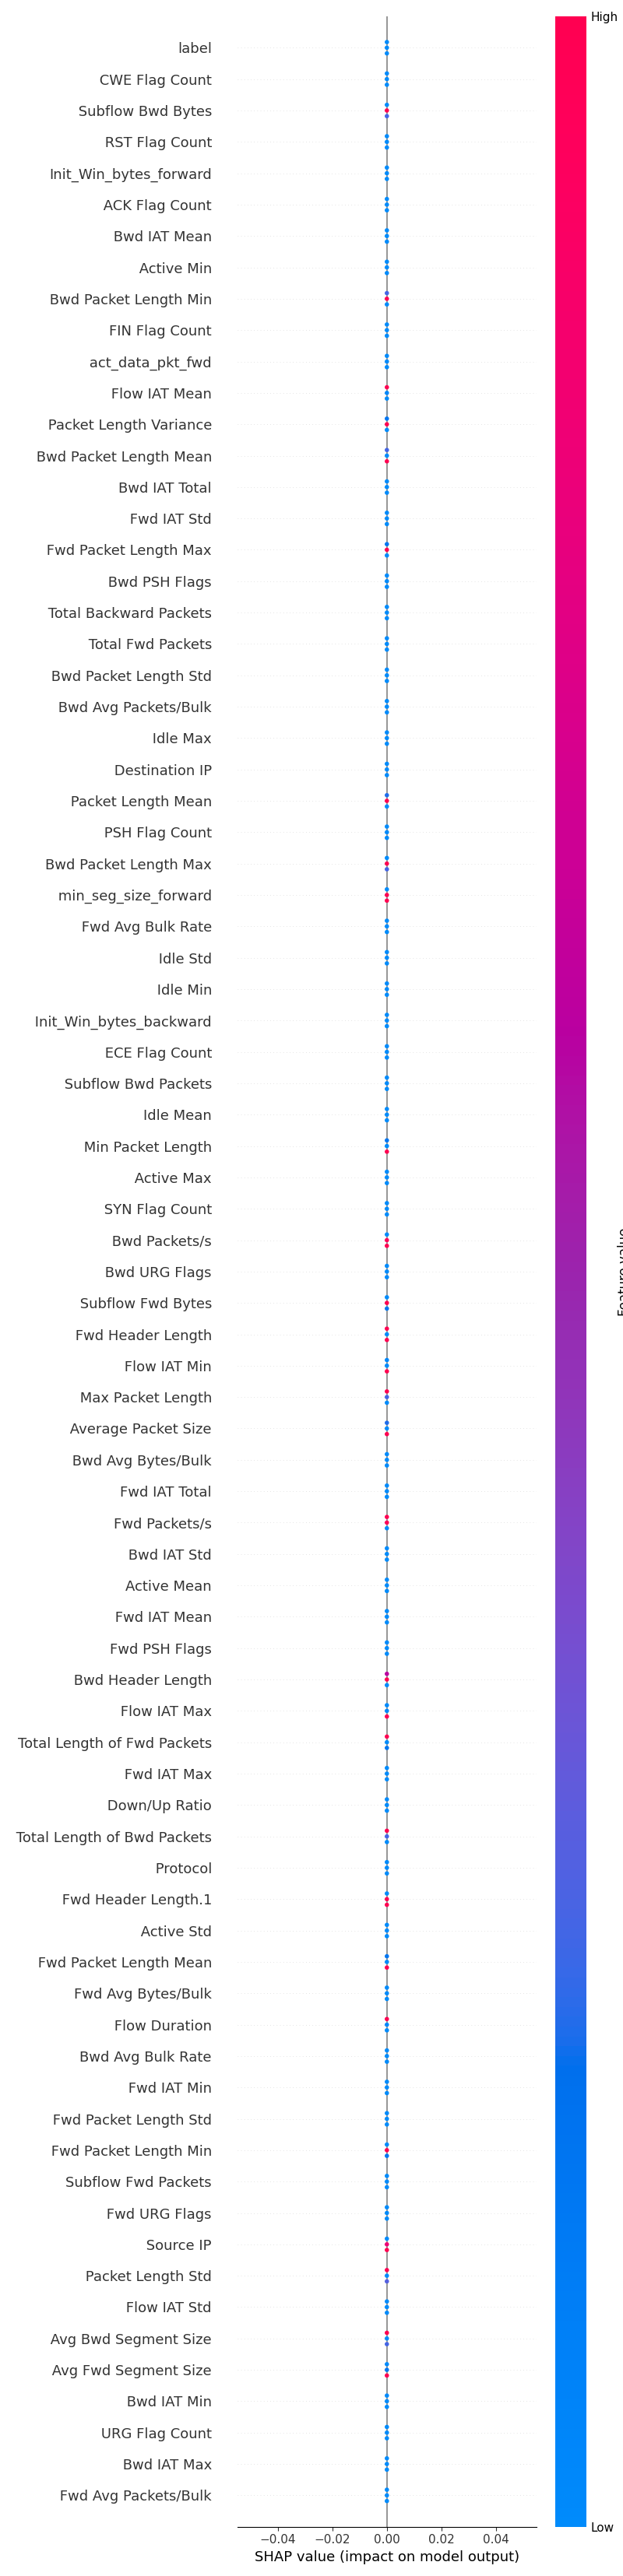 High
label
CWE Flag Count
Subflow Bwd Bytes
RST Flag Count
Init_Win_bytes_forward
ACK Flag Count
Bwd IAT Mean
Active Min
Bwd Packet Length Min
FIN Flag Count
act_data_pkt_fwd
Flow IAT Mean
Packet Length Variance
Bwd Packet Length Mean
Bwd IAT Total
Fwd IAT Std
Fwd Packet Length Max
Bwd PSH Flags
Total Backward Packets
Total Fwd Packets
Bwd Packet Length Std
Bwd Avg Packets/Bulk
Idle Max
Destination IP
Packet Length Mean
PSH Flag Count
Bwd Packet Length Max
min_seg_size_forward
Fwd Avg Bulk Rate
Idle Std
Idle Min
Init_Win_bytes_backward
ECE Flag Count
Subflow Bwd Packets
Idle Mean
Min Packet Length
Active Max
SYN Flag Count
Bwd Packets/s
Bwd URG Flags
Feature value
Subflow Fwd Bytes
Fwd Header Length
Flow IAT Min
Max Packet Length
Average Packet Size
Bwd Avg Bytes/Bulk
Fwd IAT Total
Fwd Packets/s
Bwd IAT Std
Active Mean
Fwd IAT Mean
Fwd PSH Flags
Bwd Header Length
Flow IAT Max
Total Length of Fwd Packets
Fwd IAT Max
Down/Up Ratio
Total Length of Bwd Packets
Protocol
Fwd Header Length.1
Active Std
Fwd Packet Length Mean
Fwd Avg Bytes/Bulk
Flow Duration
Bwd Avg Bulk Rate
Fwd IAT Min
Fwd Packet Length Std
Fwd Packet Length Min
Subflow Fwd Packets
Fwd URG Flags
Source IP
Packet Length Std
Flow IAT Std
Avg Bwd Segment Size
Avg Fwd Segment Size
Bwd IAT Min
URG Flag Count
Bwd IAT Max
Fwd Avg Packets/Bulk
Low
−0.04 −0.02 0.00 0.02 0.04
SHAP value (impact on model output)